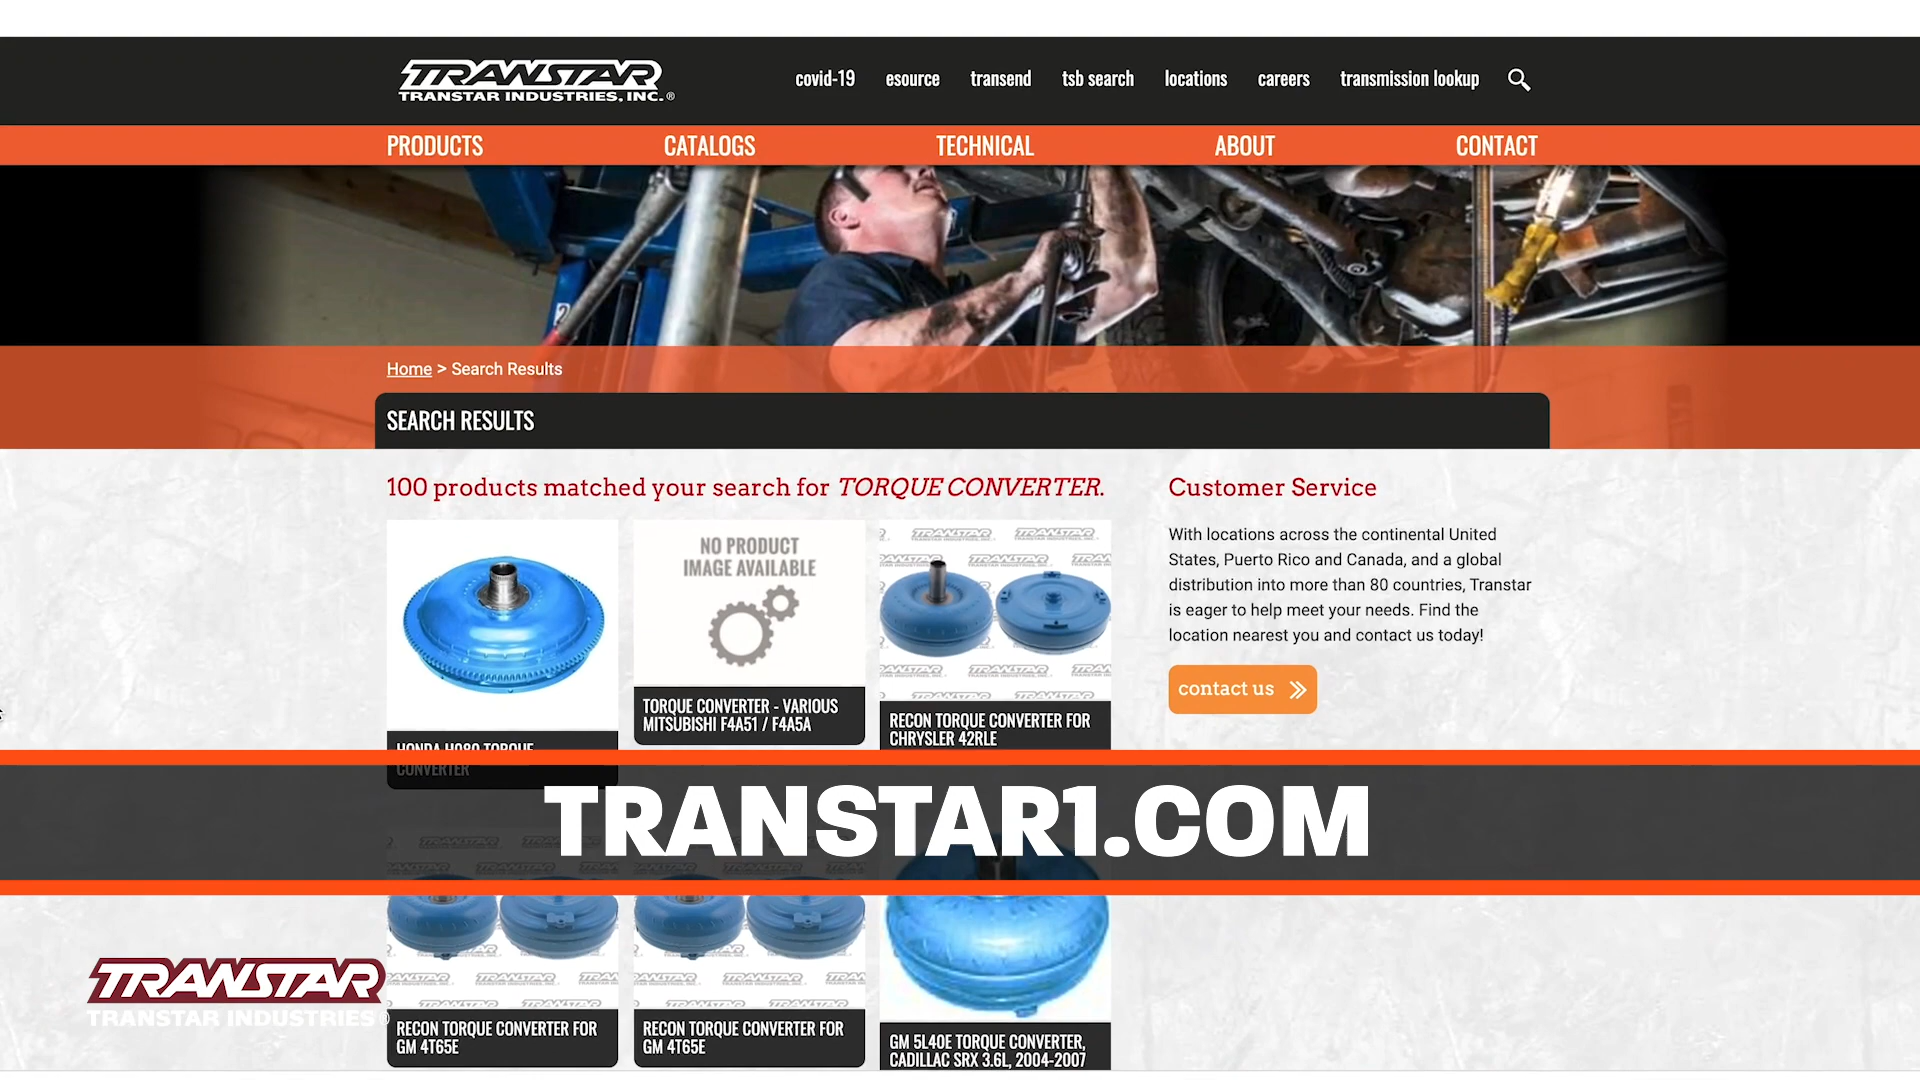 TRANSTAR
TRANSTAR INDUSTRIES, INC.®
covid-19 esource transend tsb search locations careers transmission lookup
PRODUCTS CATALOGS TECHNICAL ABOUT CONTACT
2
Home > Search Results
SEARCH RESULTS
100 products matched your search for TORQUE CONVERTER.
NO PRODUCT
IMAGE AVAILABLE
TORQUE CONVERTER - VARIOUS
MITSUBISHI F4A51 / F4A5A
RECON TORQUE CONVERTER FOR
CHRYSLER 42RLE
HONDA H080 TORQUE
CONVERTER
Customer Service
With locations across the continental United
States, Puerto Rico and Canada, and a global
distribution into more than 80 countries, Transtar
is eager to help meet your needs. Find the
location nearest you and contact us today!
contact us
TRANSTAR1.COM
TRANSTAR
TRANSTAR INDUSTRIES®
RECON TORQUE CONVERTER FOR
GM 4T65E
RECON TORQUE CONVERTER FOR
GM 4T65E
GM 5L40E TORQUE CONVERTER,
CADILLAC SRX 3.6L, 2004-2007